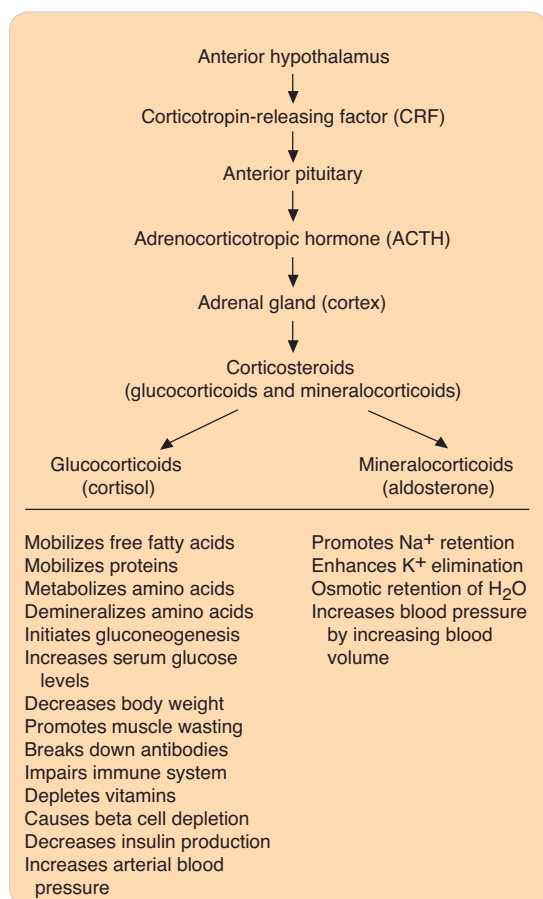 Anterior hypothalamus
Corticotropin-releasing factor (CRF)
Anterior pituitary
Adrenocorticotropic hormone (ACTH)
Adrenal gland (cortex)
Corticosteroids
(glucocorticoids and mineralocorticoids)
Glucocorticoids
(cortisol)
Mobilizes free fatty acids
Mobilizes proteins
Metabolizes amino acids
Demineralizes amino acids
Initiates gluconeogenesis
Increases serum glucose
levels
Decreases body weight
Promotes muscle wasting
Breaks down antibodies
Impairs immune system
Depletes vitamins
Causes beta cell depletion
Decreases insulin production
Increases arterial blood
pressure
Mineralocorticoids
(aldosterone)
Promotes Na⁺ retention
Enhances K⁺ elimination
Osmotic retention of H₂O
Increases blood pressure
by increasing blood
volume